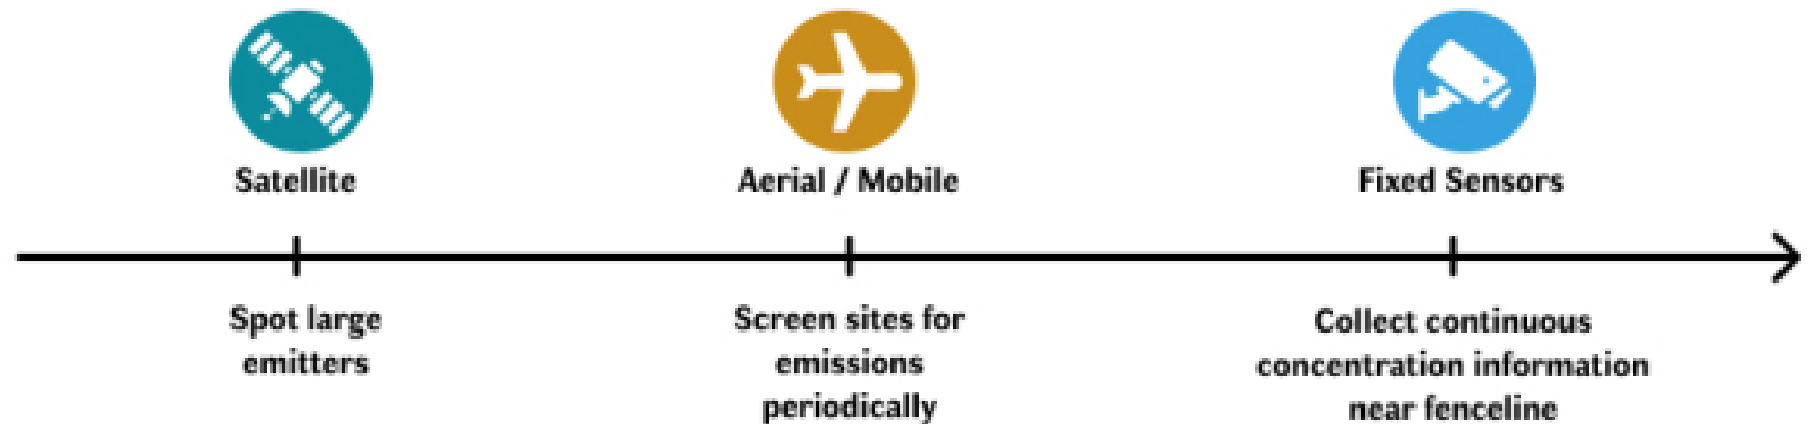 Satellite
Aerial / Mobile
Fixed Sensors
Spot large
emitters
Screen sites for
emissions
periodically
Collect continuous
concentration information
near fenceline